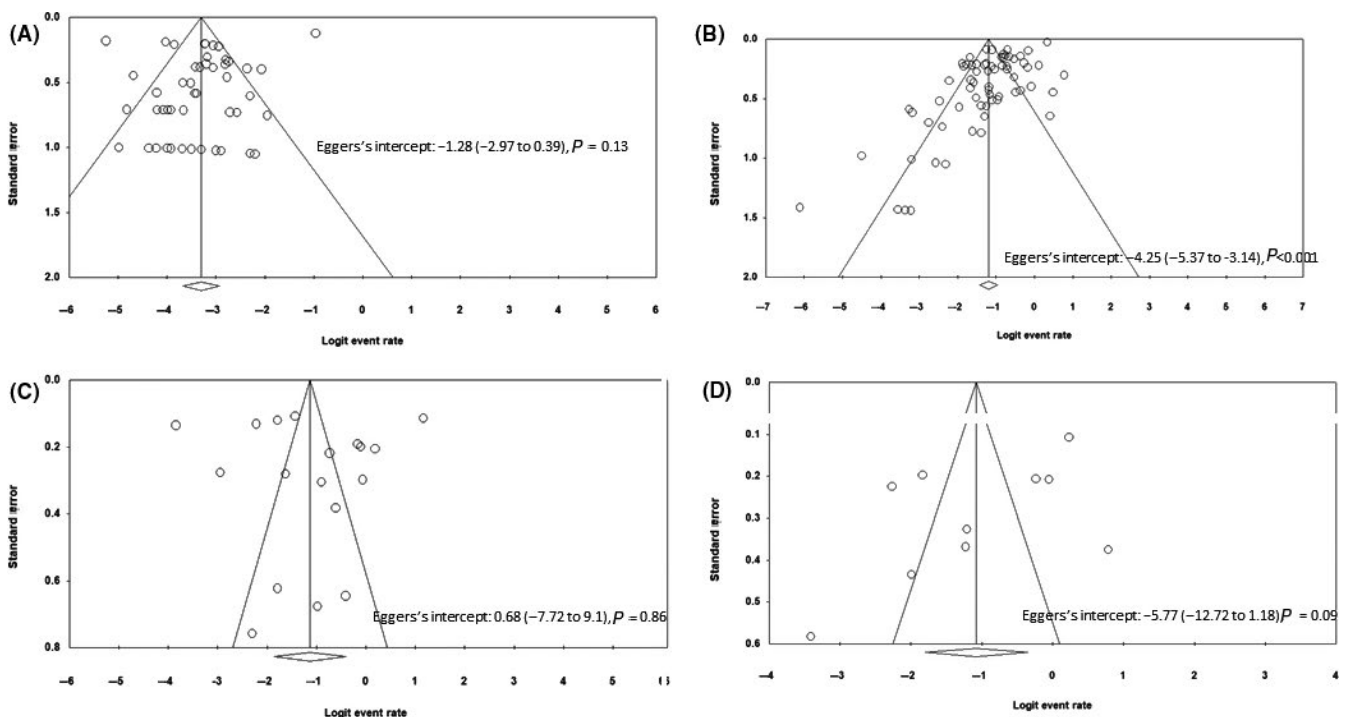 (A)
0.0
0.5
1.0
1.5
2.0
Standard error
Eggers's intercept: −1.28 (−2.97 to 0.39), P = 0.13
−6 −5 −4 −3 −2 −1 0 1 2 3 4 5 6
Logit event rate
(B)
0.0
0.5
1.0
1.5
2.0
Standard error
Eggers's intercept: −4.25 (−5.37 to -3.14), P<0.001
−7 −6 −5 −4 −3 −2 −1 0 1 2 3 4 5 6 7
Logit event rate
(C)
0.0
0.2
0.4
0.6
0.8
Standard error
Eggers's intercept: 0.68 (−7.72 to 9.1), P = 0.86
−6 −5 −4 −3 −2 −1 0 1 2 3 4 5 6
Logit event rate
(D)
0.0
0.1
0.2
0.3
0.4
0.5
0.6
Standard error
Eggers's intercept: −5.77 (−12.72 to 1.18)P = 0.09
−4 −3 −2 −1 0 1 2 3 4
Logit event rate